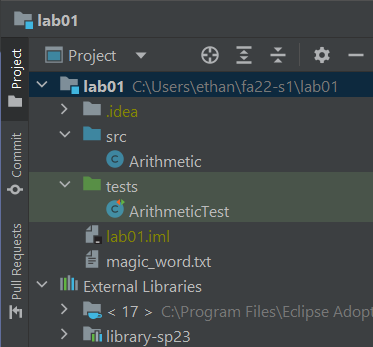 lab01
Project
Commit
Pull Requests
Project
lab01 C:\Users\ethan\fa22-s1\lab01
.idea
src
Arithmetic
tests
ArithmeticTest
lab01.iml
magic_word.txt
External Libraries
< 17 > C:\Program Files\Eclipse Adopt
library-sp23